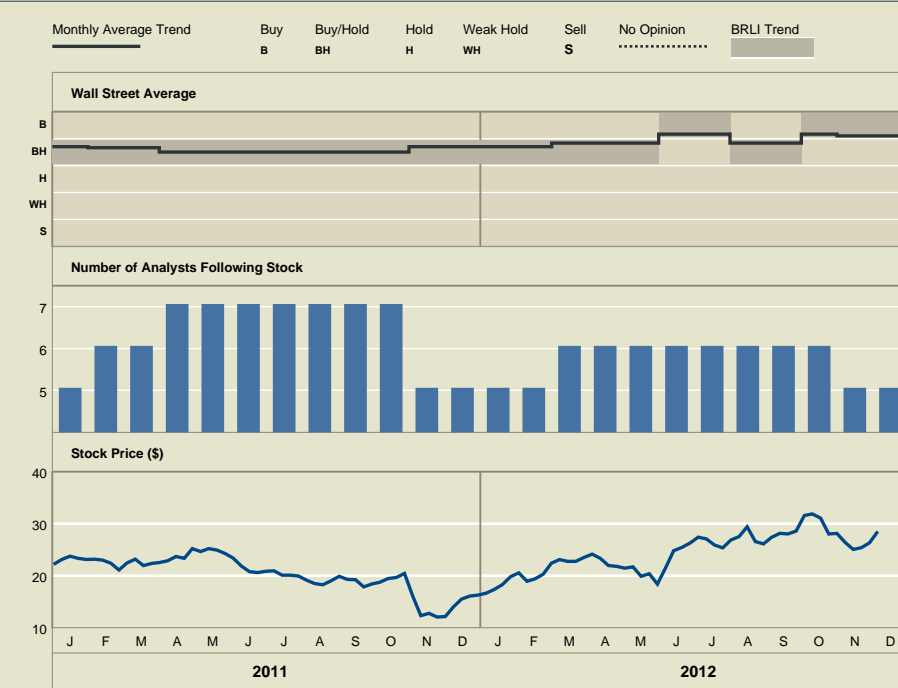 Monthly Average Trend Buy Buy/Hold Hold Weak Hold Sell No Opinion BRLI Trend
B BH H WH S
Wall Street Average
B
BH
H
WH
S
Number of Analysts Following Stock
7
6
5
Stock Price ($)
40
30
20
10
J F M A M J J A S O N D J F M A M J J A S O N D
2011 2012